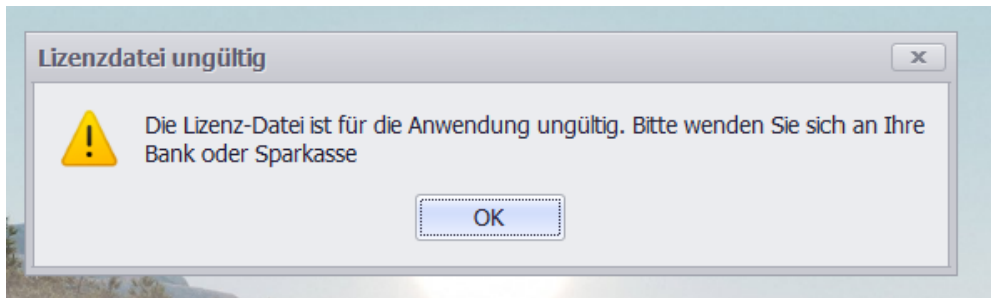 Lizenzdatei ungültig
Die Lizenz-Datei ist für die Anwendung ungültig. Bitte wenden Sie sich an Ihre
Bank oder Sparkasse
OK